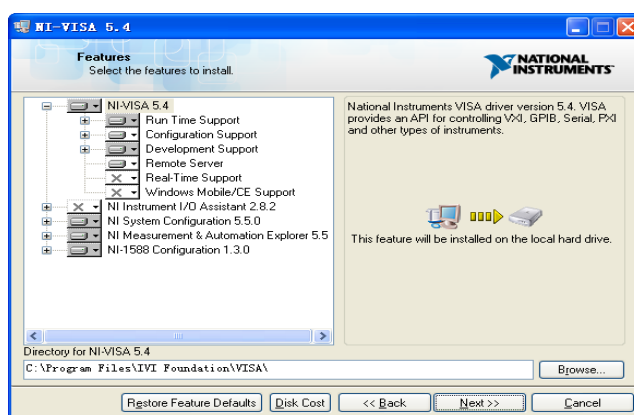 NI-VISA 5.4
Features
Select the features to install.
NATIONAL
INSTRUMENTS
NI-VISA 5.4
Run Time Support
Configuration Support
Development Support
Remote Server
Real-Time Support
Windows Mobile/CE Support
NI Instrument I/O Assistant 2.8.2
NI System Configuration 5.5.0
NI Measurement & Automation Explorer 5.5
NI-1588 Configuration 1.3.0
National Instruments VISA driver version 5.4. VISA
provides an API for controlling VXI, GPIB, Serial, PXI
and other types of instruments.
This feature will be installed on the local hard drive.
Directory for NI-VISA 5.4
C:\Program Files\IVI Foundation\VISA\
Browse...
Restore Feature Defaults
Disk Cost
<< Back
Next >>
Cancel